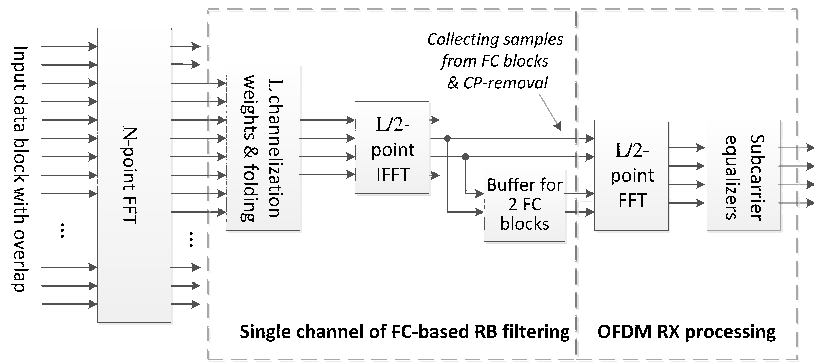 Input data block with overlap
...
N-point FFT
...
L channelization
weights & folding
L/2-
point
IFFT
Collecting samples
from FC blocks
& CP-removal
Buffer for
2 FC
blocks
L/2-
point
FFT
Subcarrier
equalizers
Single channel of FC-based RB filtering
OFDM RX processing